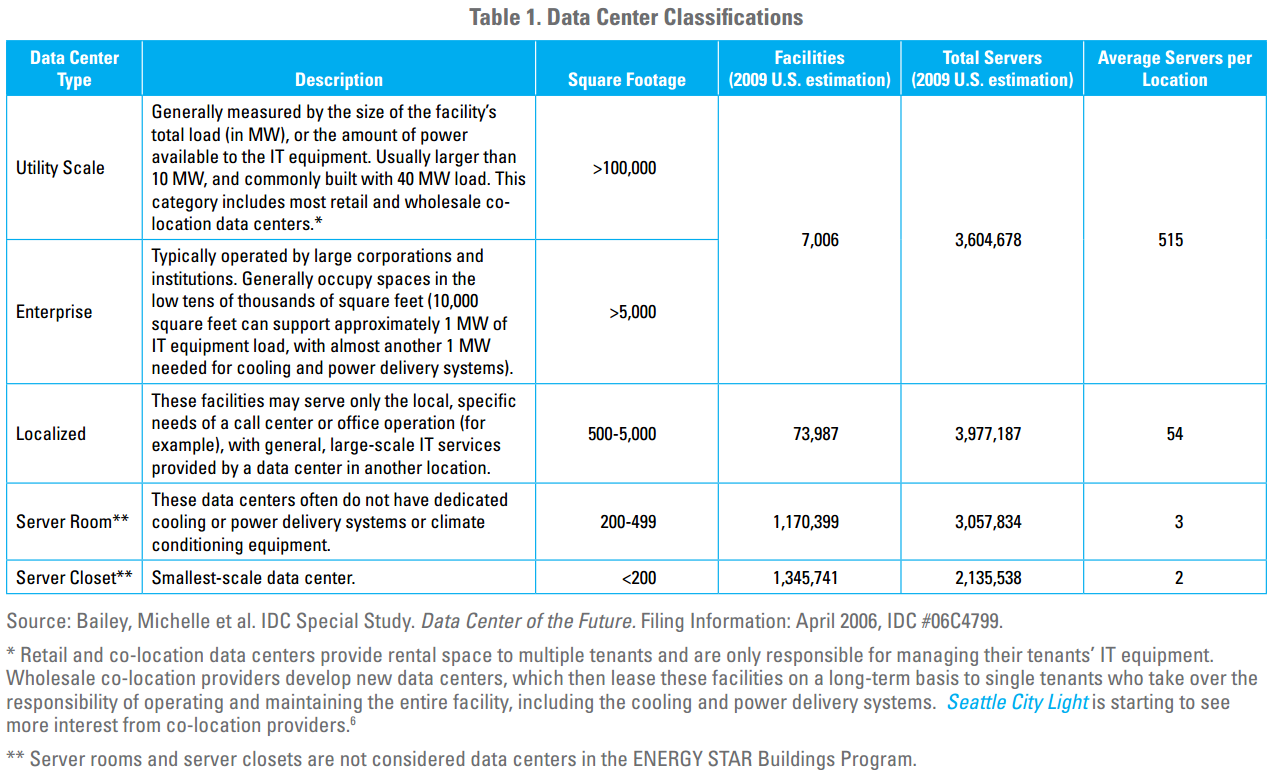 Table 1. Data Center Classifications
Data Center
Type
Description
Square Footage
Facilities
(2009 U.S. estimation)
Total Servers
(2009 U.S. estimation)
Average Servers per
Location
Utility Scale
Generally measured by the size of the facility’s
total load (in MW), or the amount of power
available to the IT equipment. Usually larger than
10 MW, and commonly built with 40 MW load. This
category includes most retail and wholesale co-
location data centers.*
>100,000
7,006
3,604,678
515
Enterprise
Typically operated by large corporations and
institutions. Generally occupy spaces in the
low tens of thousands of square feet (10,000
square feet can support approximately 1 MW of
IT equipment load, with almost another 1 MW
needed for cooling and power delivery systems).
>5,000
Localized
These facilities may serve only the local, specific
needs of a call center or office operation (for
example), with general, large-scale IT services
provided by a data center in another location.
500-5,000
73,987
3,977,187
54
Server Room**
These data centers often do not have dedicated
cooling or power delivery systems or climate
conditioning equipment.
200-499
1,170,399
3,057,834
3
Server Closet**
Smallest-scale data center.
<200
1,345,741
2,135,538
2
Source: Bailey, Michelle et al. IDC Special Study. Data Center of the Future. Filing Information: April 2006, IDC #06C4799.
* Retail and co-location data centers provide rental space to multiple tenants and are only responsible for managing their tenants’ IT equipment.
Wholesale co-location providers develop new data centers, which then lease these facilities on a long-term basis to single tenants who take over the
responsibility of operating and maintaining the entire facility, including the cooling and power delivery systems. Seattle City Light is starting to see
more interest from co-location providers.6
** Server rooms and server closets are not considered data centers in the ENERGY STAR Buildings Program.